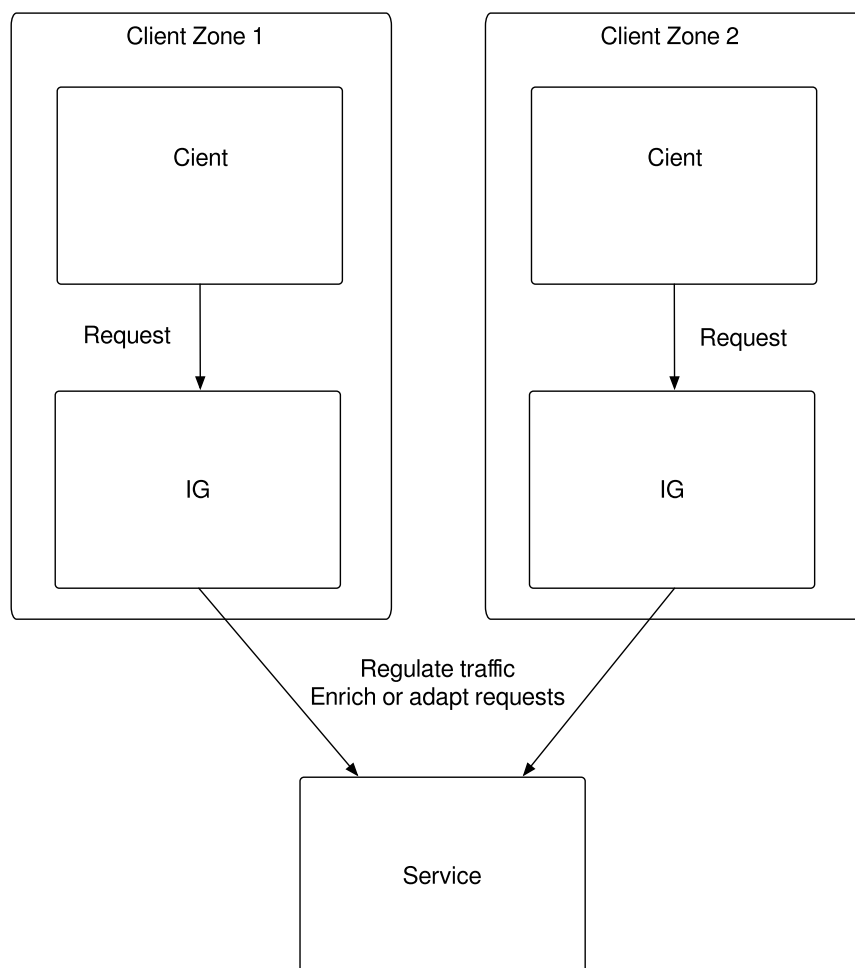 Client Zone 1
Client Zone 2
Cient
Cient
Request
Request
IG
IG
Regulate traffic
Enrich or adapt requests
Service